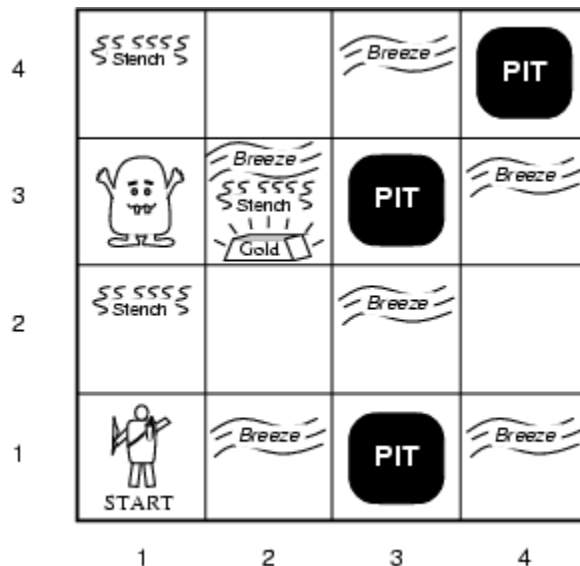 4
Stench
Breeze
PIT
3
Breeze
Stench
Gold
PIT
Breeze
2
Stench
Breeze
1
START
Breeze
PIT
Breeze
1 2 3 4